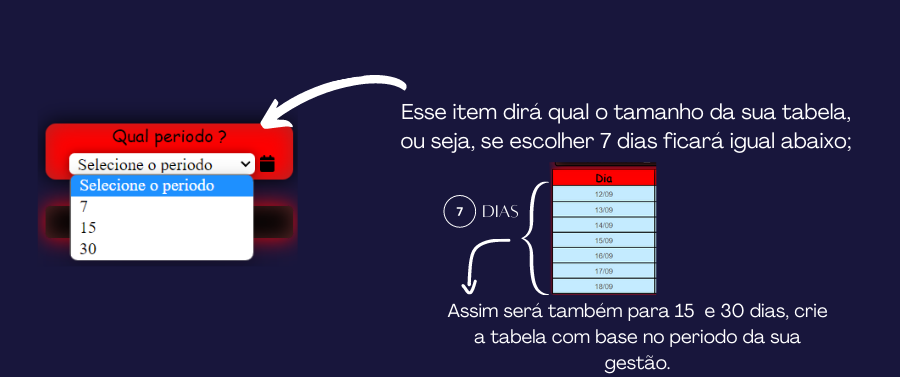 Qual periodo ?
Selecione o periodo
Selecione o periodo
7
15
30
Esse item dirá qual o tamanho da sua tabela,
ou seja, se escolher 7 dias ficará igual abaixo;
7 DIAS
Dia
12/09
13/09
14/09
15/09
16/09
17/09
18/09
Assim será também para 15 e 30 dias, crie
a tabela com base no periodo da sua
gestão.